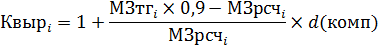 Квыр_i = 1 + (МЗтг_i × 0,9 − МЗрсч_i) / МЗрсч_i × d(комп)